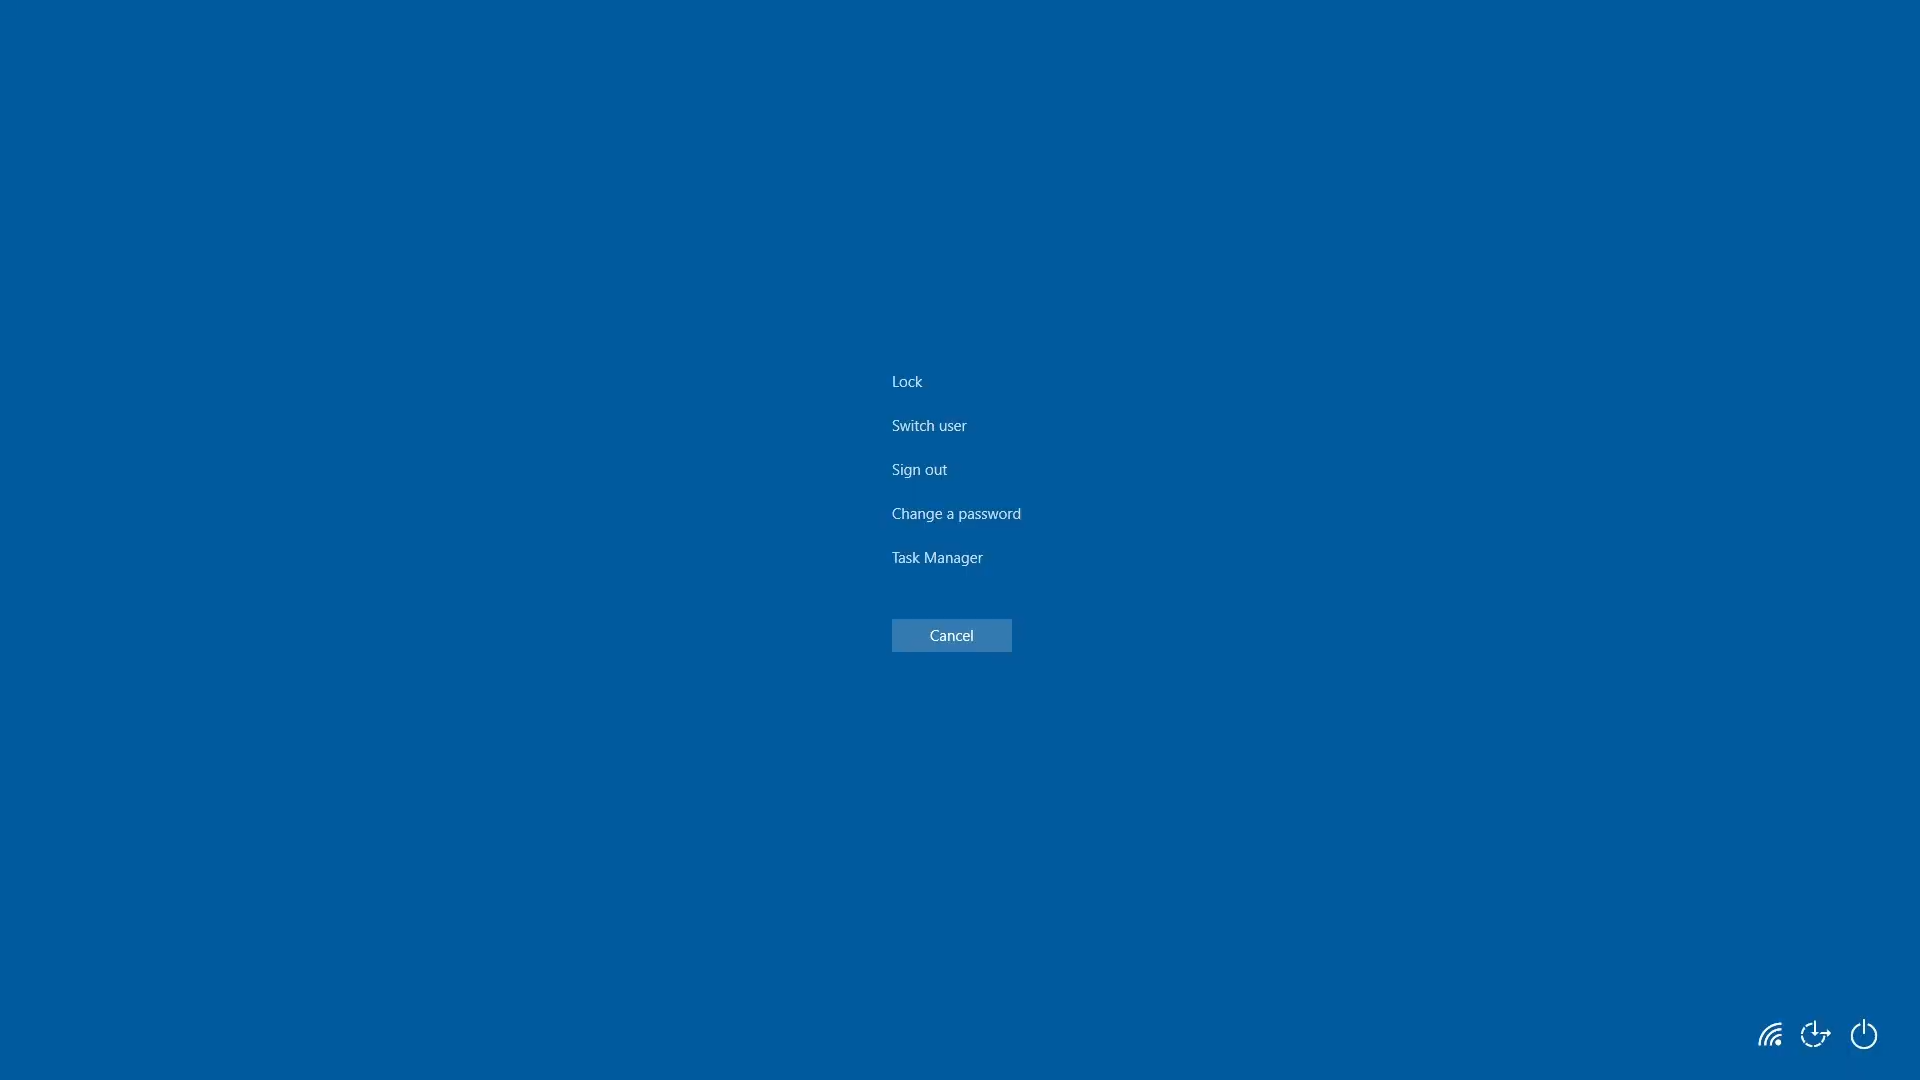 Lock
Switch user
Sign out
Change a password
Task Manager
Cancel